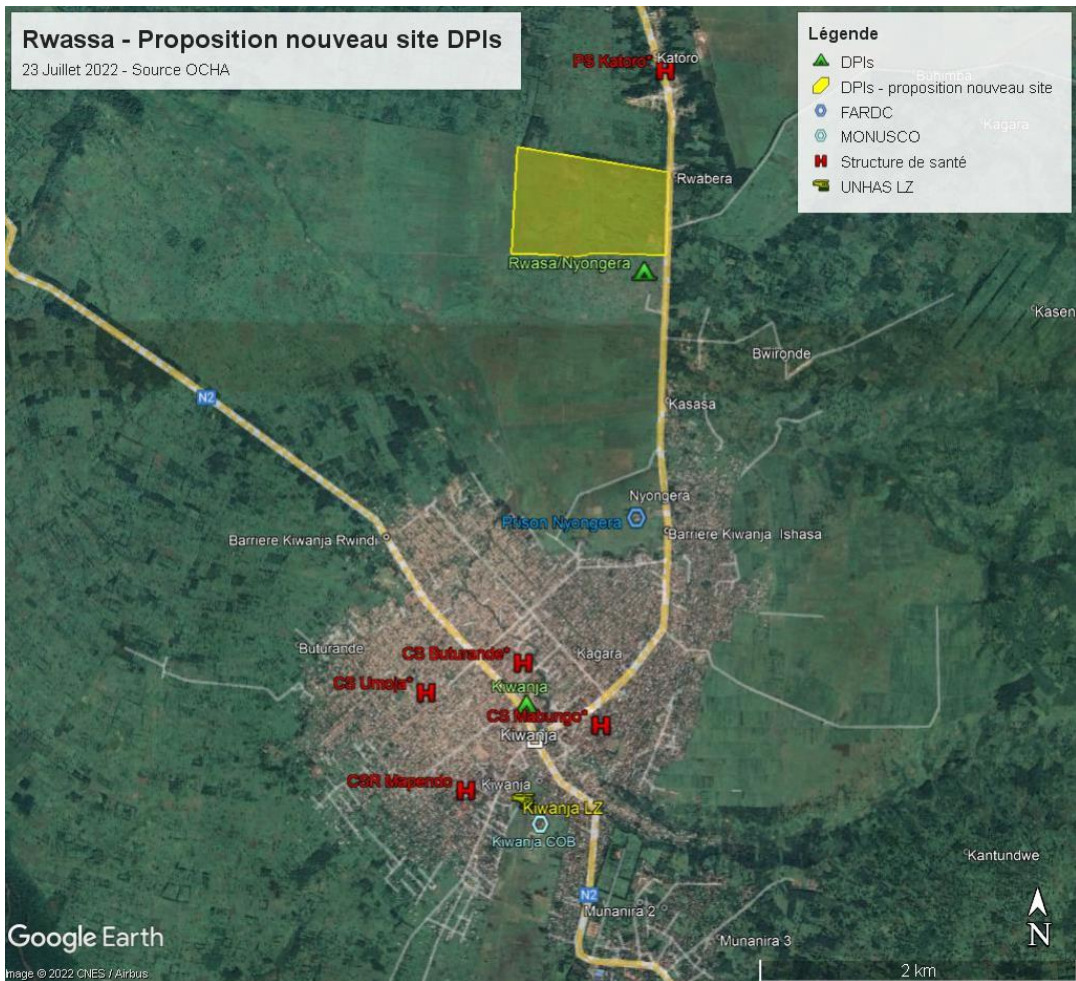 Rwassa - Proposition nouveau site DPIs
23 Juillet 2022 - Source OCHA
Légende
DPIs
DPIs - proposition nouveau site
FARDC
MONUSCO
Structure de santé
UNHAS LZ
Katoro
PS Katoro*
Buhimba
Kagara
Rwabera
Rwasa/Nyongera
Kasen
Bwironde
N2
Kasasa
Nyongera
Prison Nyongera
Barriere Kiwanja Ishasa
Barriere Kiwanja Rwindi
Buturande
CS Buturande*
Kagara
CS Umoja*
Kiwanja
CS Mabungo*
Kiwanja
CSR Mapendo
Kiwanja
Kiwanja LZ
Kiwanja COB
Kantundwe
N2
Munanira 2
Munanira 3
N
Google Earth
Image © 2022 CNES / Airbus
2 km